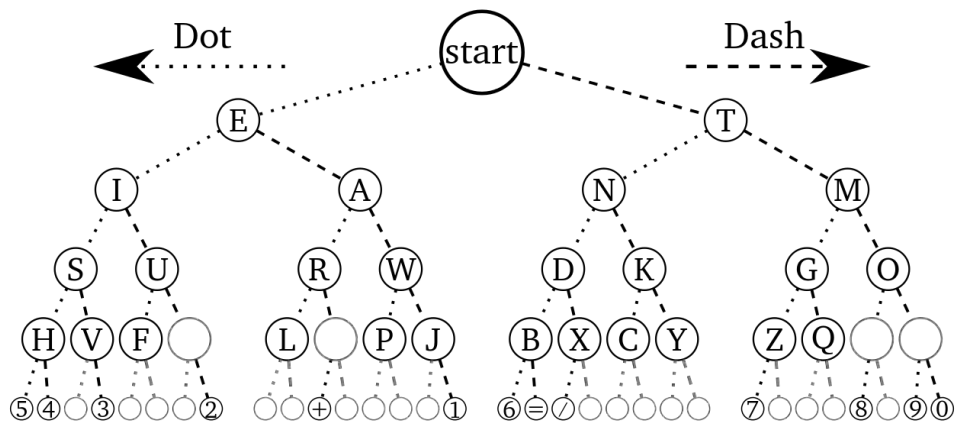 Dot start Dash
E T
I A N M
S U R W D K G O
H V F L P J B X C Y Z Q
5 4 3 2 + 1 6 = / 7 8 9 0